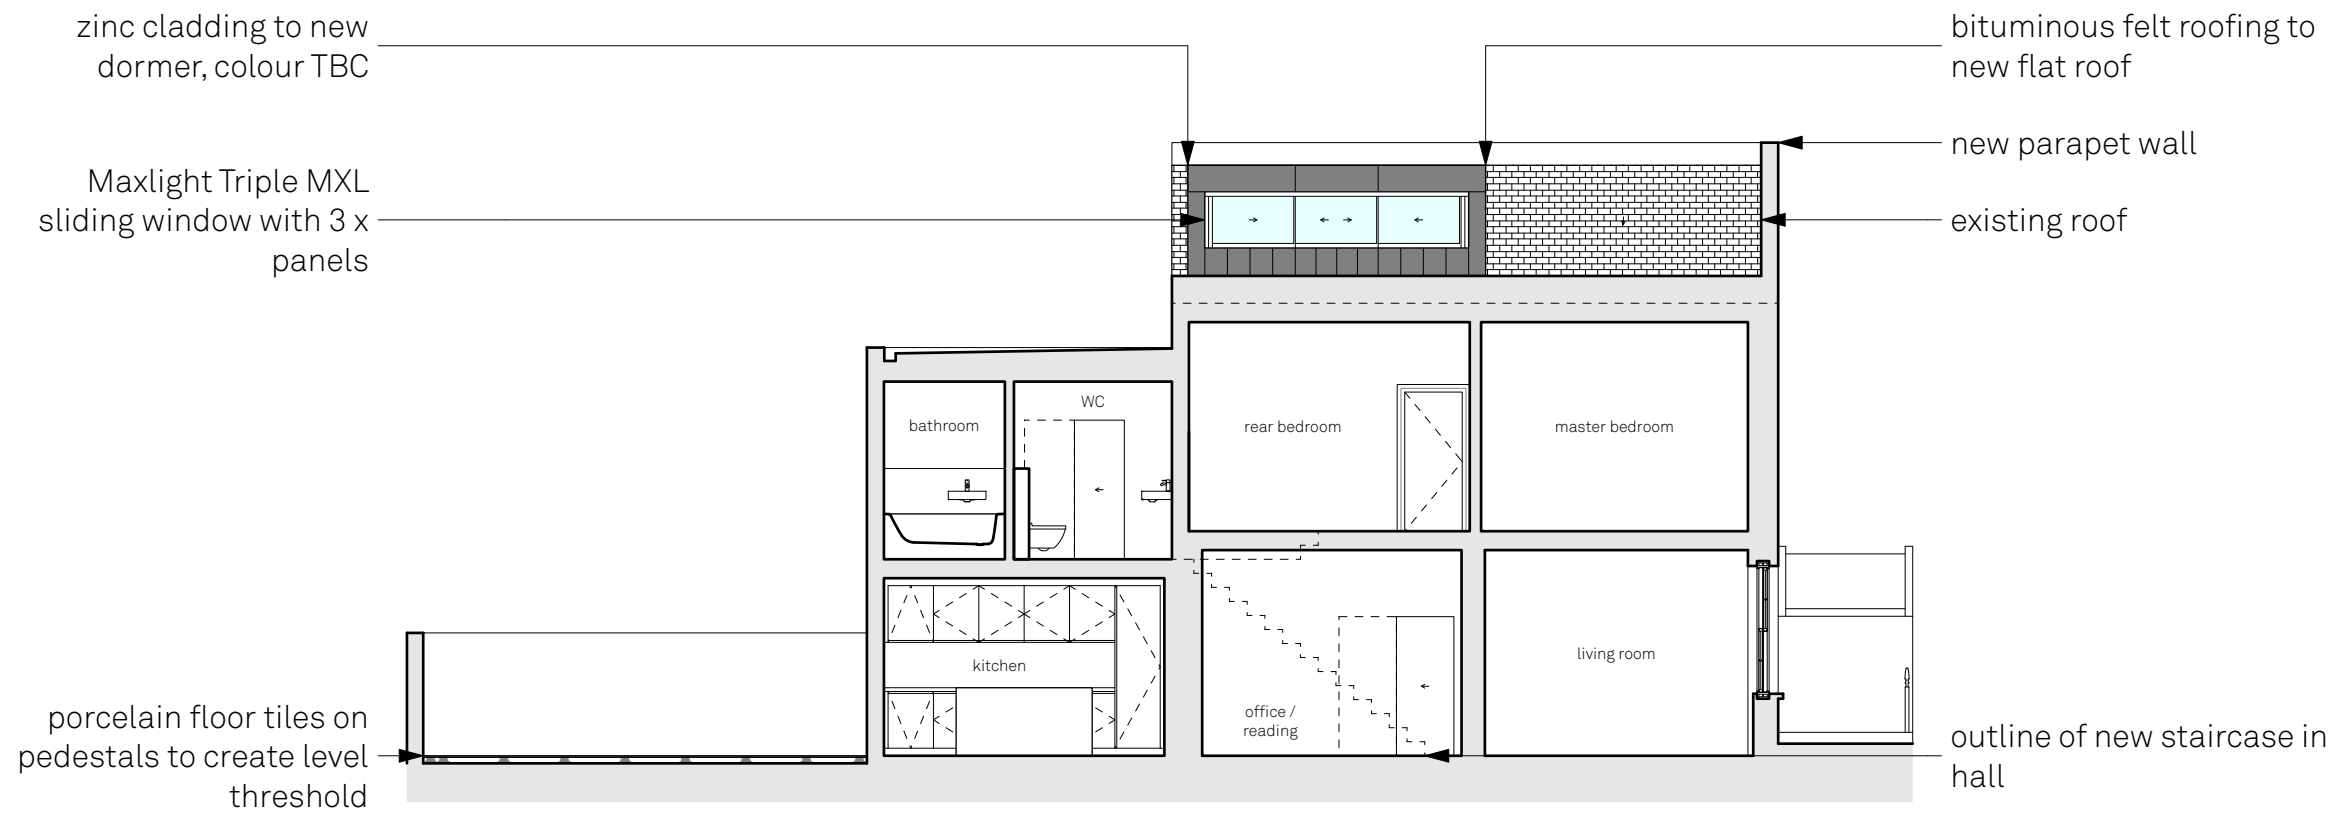 zinc cladding to new
dormer, colour TBC
bituminous felt roofing to
new flat roof
new parapet wall
Maxlight Triple MXL
sliding window with 3 x
panels
existing roof
WC
bathroom
rear bedroom
master bedroom
kitchen
living room
office /
reading
porcelain floor tiles on
pedestals to create level
threshold
outline of new staircase in
hall